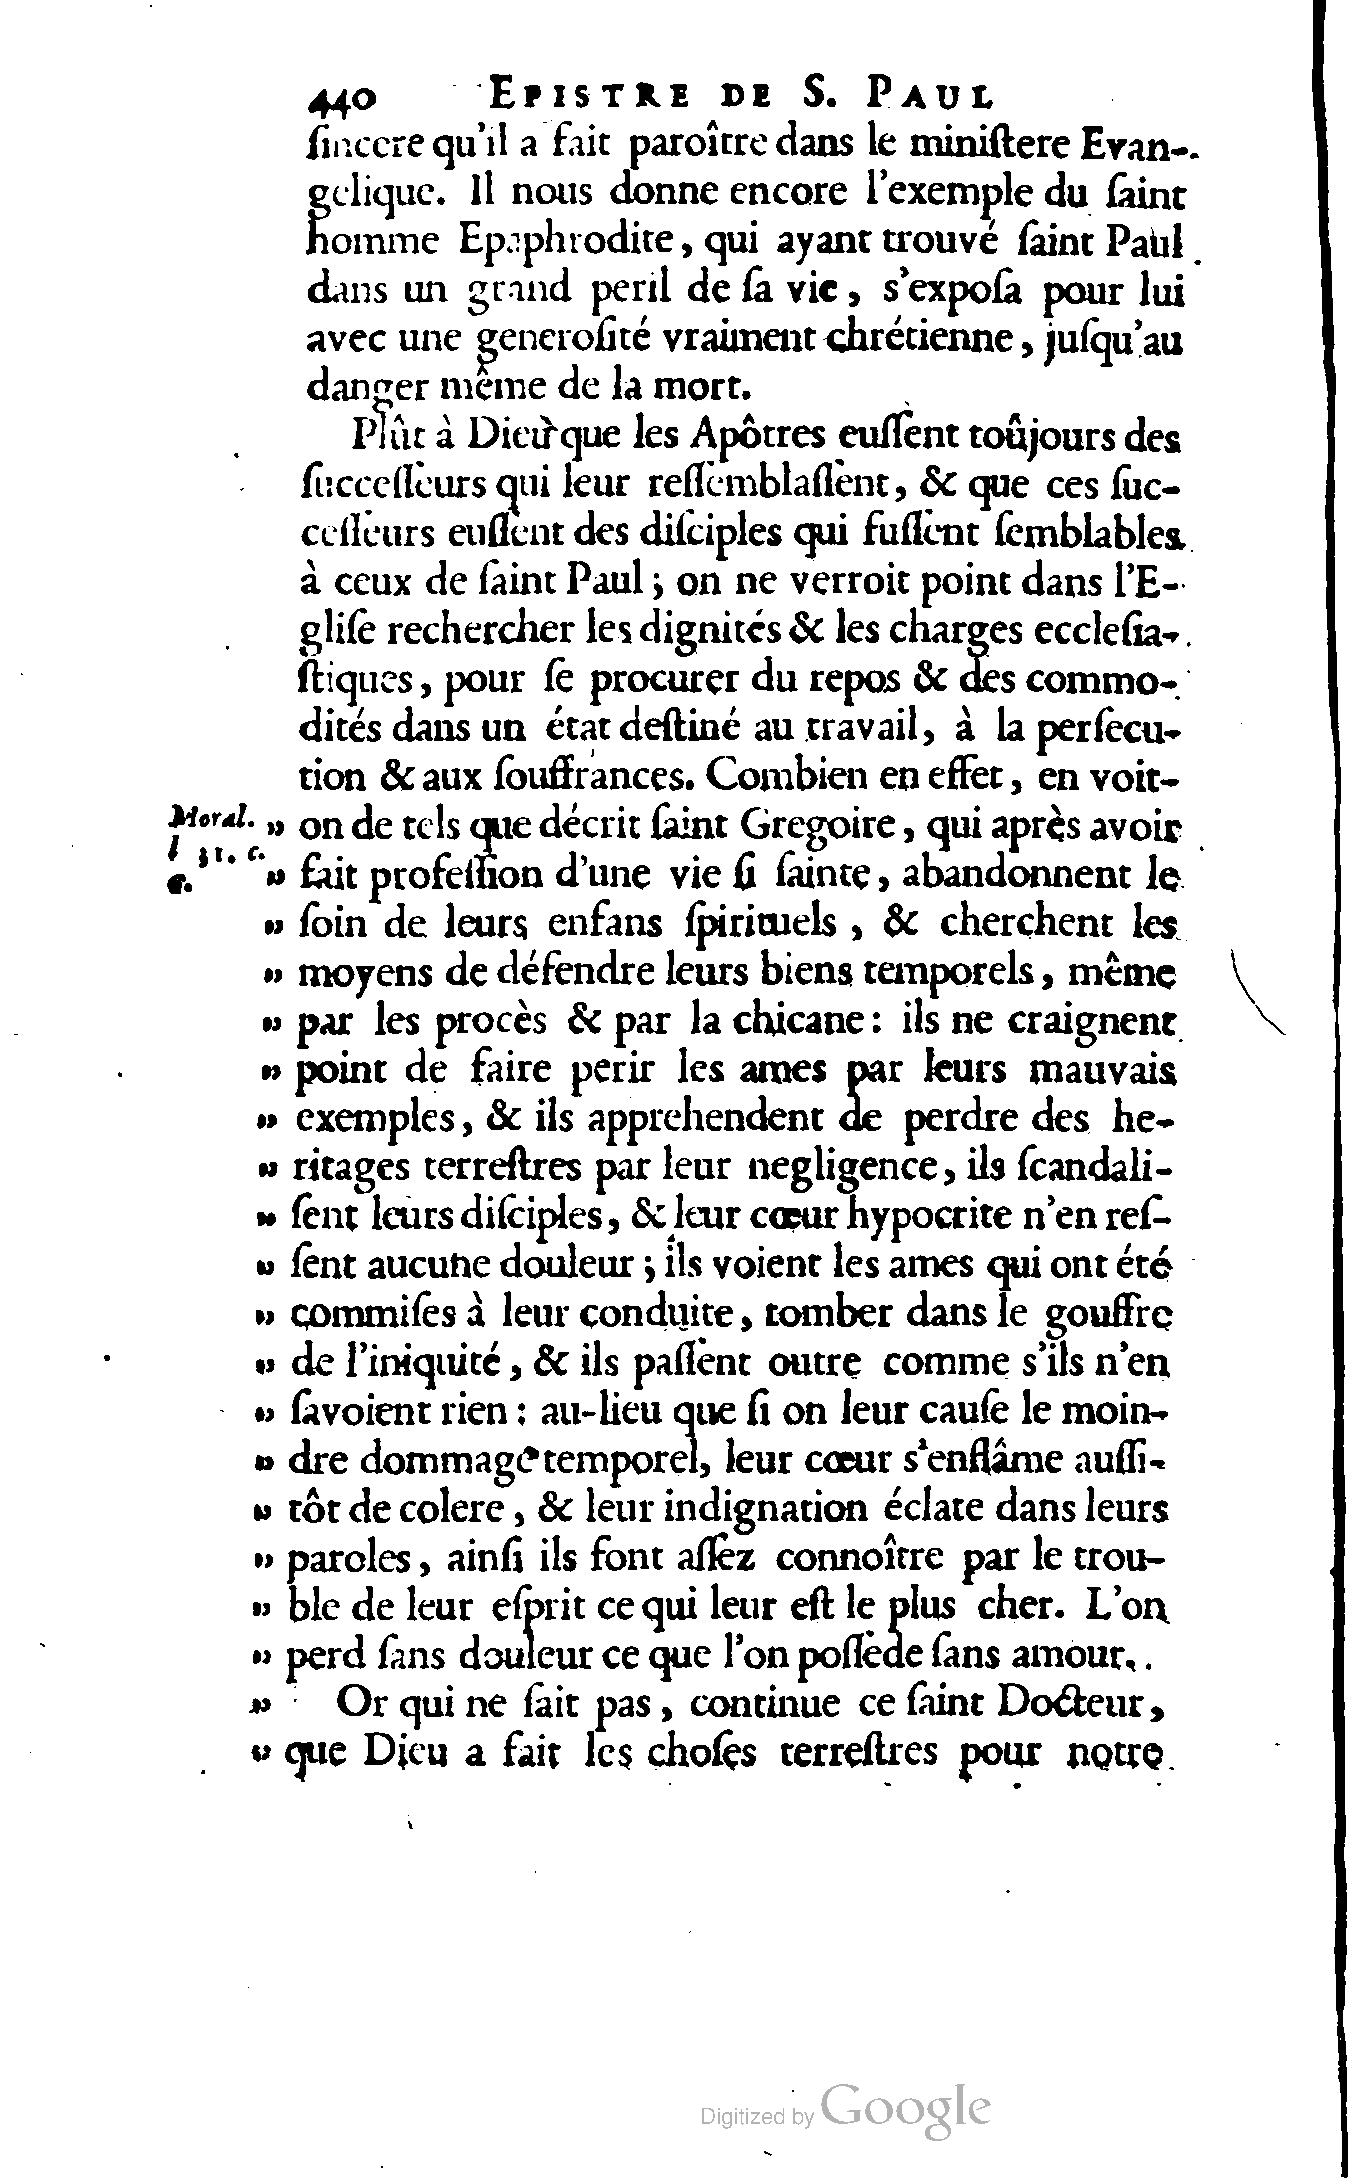 440 EPISTRE DE S. PAUL
ſincere qu'il a fait paroître dans le miniſtere Evan-
gelique. Il nous donne encore l'exemple du ſaint
homme Epaphrodite, qui ayant trouvé ſaint Paul
dans un grand peril de ſa vie, s'expoſa pour lui
avec une generoſité vraiment chrétienne, juſqu'au
danger même de la mort.
Plût à Dieu que les Apôtres euſſent toûjours des
ſucceſſeurs qui leur reſſemblaſſent, & que ces ſuc-
ceſſeurs euſſent des diſciples qui fuſſent ſemblables
à ceux de ſaint Paul ; on ne verroit point dans l'E-
gliſe rechercher les dignités & les charges eccleſia-
ſtiques, pour ſe procurer du repos & des commo-
dités dans un état deſtiné au travail, à la perſecu-
tion & aux ſouffrances. Combien en effet, en voit-
Moral. l 31. c.
" on de tels que décrit ſaint Gregoire, qui après avoir
" fait profeſſion d'une vie ſi ſainte, abandonnent le
" ſoin de leurs enfans ſpirituels, & cherchent les
" moyens de défendre leurs biens temporels, même
" par les procès & par la chicane : ils ne craignent
" point de faire perir les ames par leurs mauvais
" exemples, & ils apprehendent de perdre des he-
" ritages terreſtres par leur negligence, ils ſcandali-
" ſent leurs diſciples, & leur cœur hypocrite n'en reſ-
" ſent aucune douleur ; ils voient les ames qui ont été
" commiſes à leur conduite, tomber dans le gouffre
" de l'iniquité, & ils paſſent outre comme s'ils n'en
" ſavoient rien : au-lieu que ſi on leur cauſe le moin-
" dre dommage temporel, leur cœur s'enflâme auſſi-
" tôt de colere, & leur indignation éclate dans leurs
" paroles, ainſi ils font aſſez connoître par le trou-
" ble de leur eſprit ce qui leur eſt le plus cher. L'on
" perd ſans douleur ce que l'on poſſède ſans amour.
" Or qui ne ſait pas, continue ce ſaint Docteur,
" que Dieu a fait les choſes terreſtres pour notre
Digitized by Google